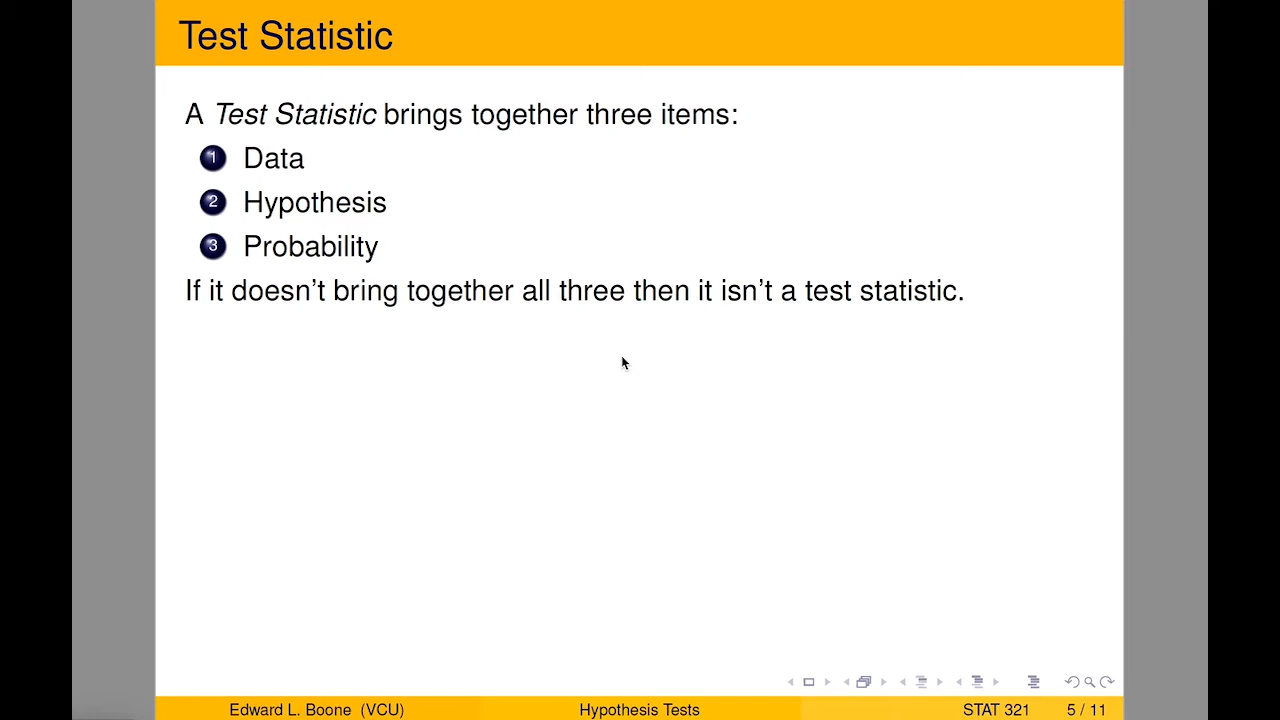 Test Statistic
A Test Statistic brings together three items:
1 Data
2 Hypothesis
3 Probability
If it doesn't bring together all three then it isn't a test statistic.
Edward L. Boone (VCU) Hypothesis Tests STAT 321 5 / 11